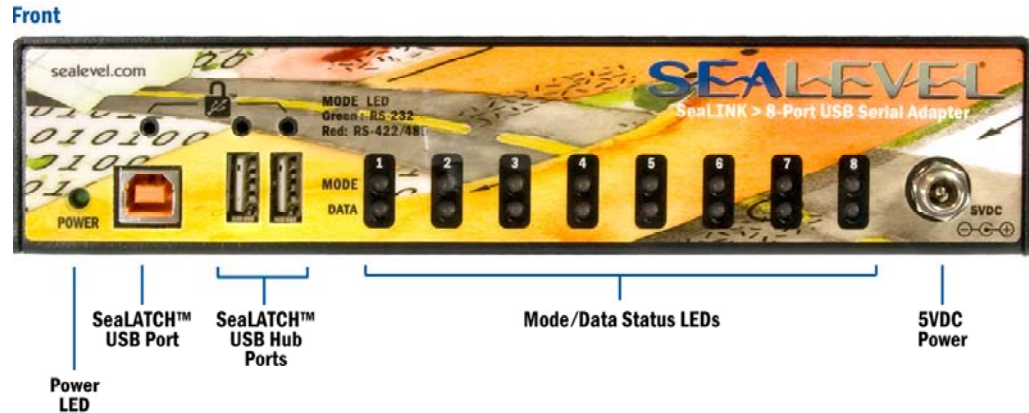 Front
sealevel.com
SEALEVEL®
SeaLINK > 8-Port USB Serial Adapter
MODE LED
Green: RS-232
Red: RS-422/485
01010100
1 2 3 4 5 6 7 8
MODE
DATA
POWER
5VDC
SeaLATCH™
USB Port
SeaLATCH™
USB Hub
Ports
Mode/Data Status LEDs
5VDC
Power
Power
LED